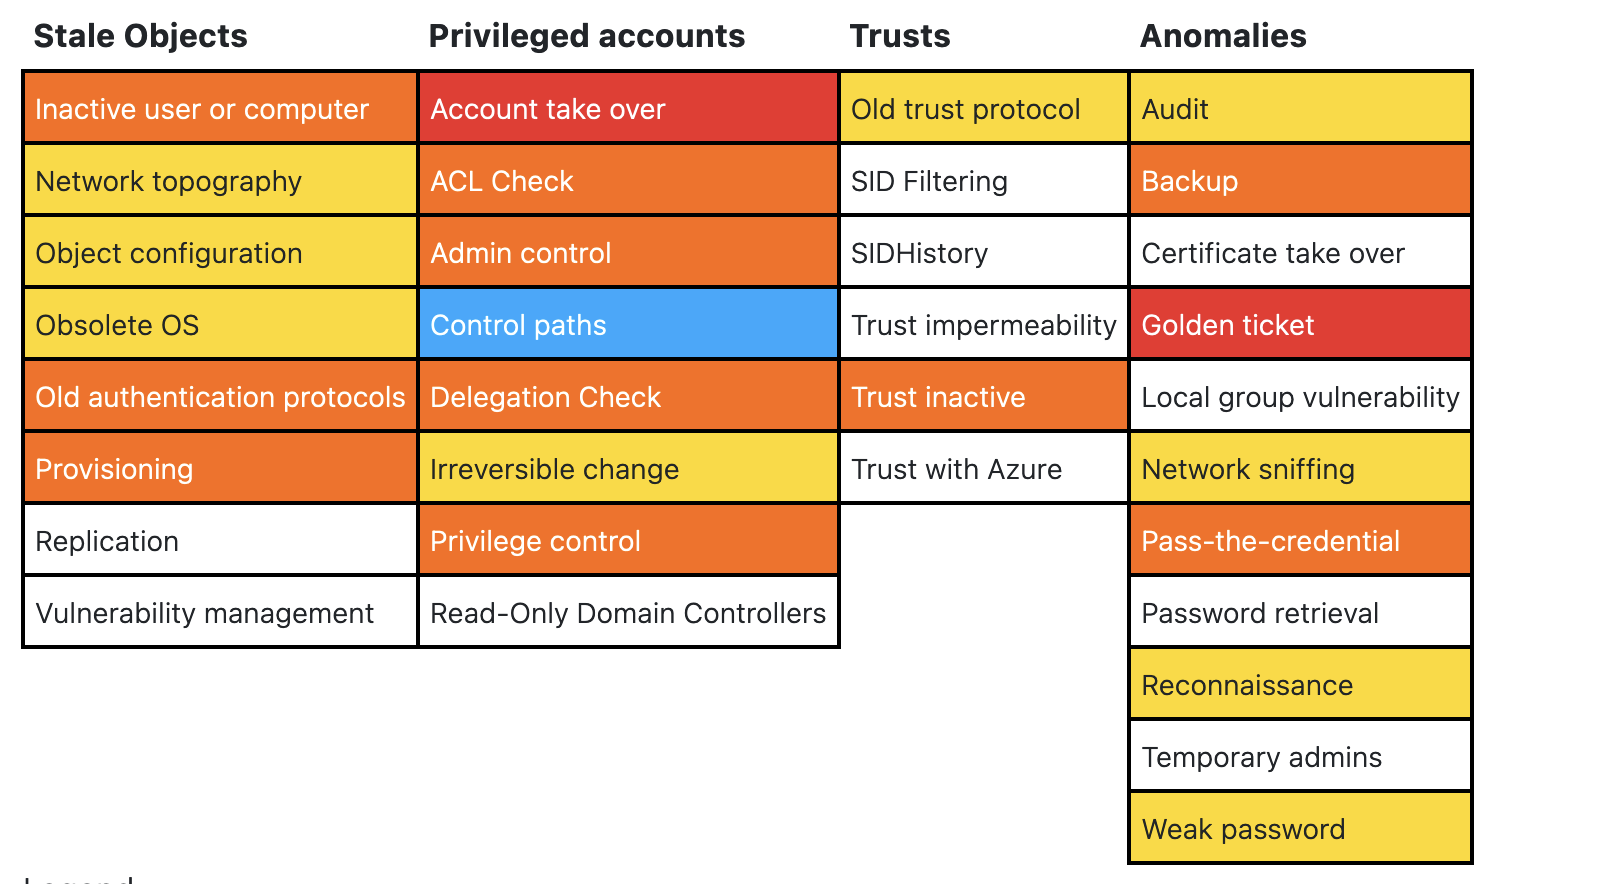 Stale Objects
Privileged accounts
Trusts
Anomalies
Inactive user or computer
Account take over
Old trust protocol
Audit
Network topography
ACL Check
SID Filtering
Backup
Object configuration
Admin control
SIDHistory
Certificate take over
Obsolete OS
Control paths
Trust impermeability
Golden ticket
Old authentication protocols
Delegation Check
Trust inactive
Local group vulnerability
Provisioning
Irreversible change
Trust with Azure
Network sniffing
Replication
Privilege control
Pass-the-credential
Vulnerability management
Read-Only Domain Controllers
Password retrieval
Reconnaissance
Temporary admins
Weak password
Legend